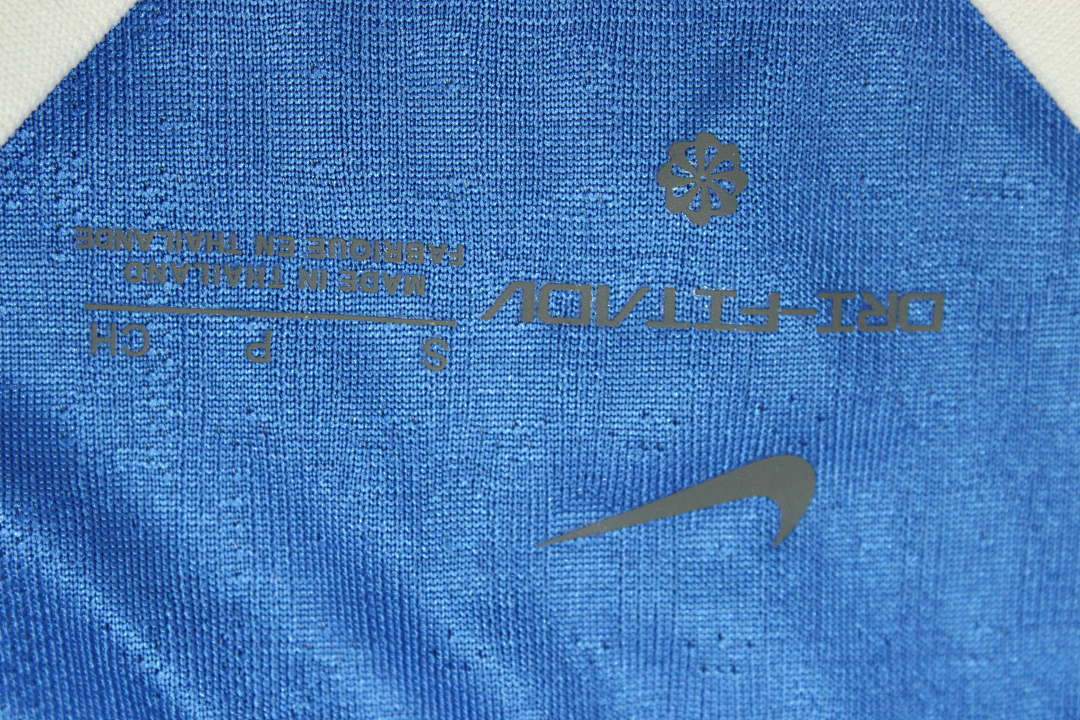 DRI-FIT ADV
S P CH
MADE IN THAILAND
FABRIQUE EN THAILANDE